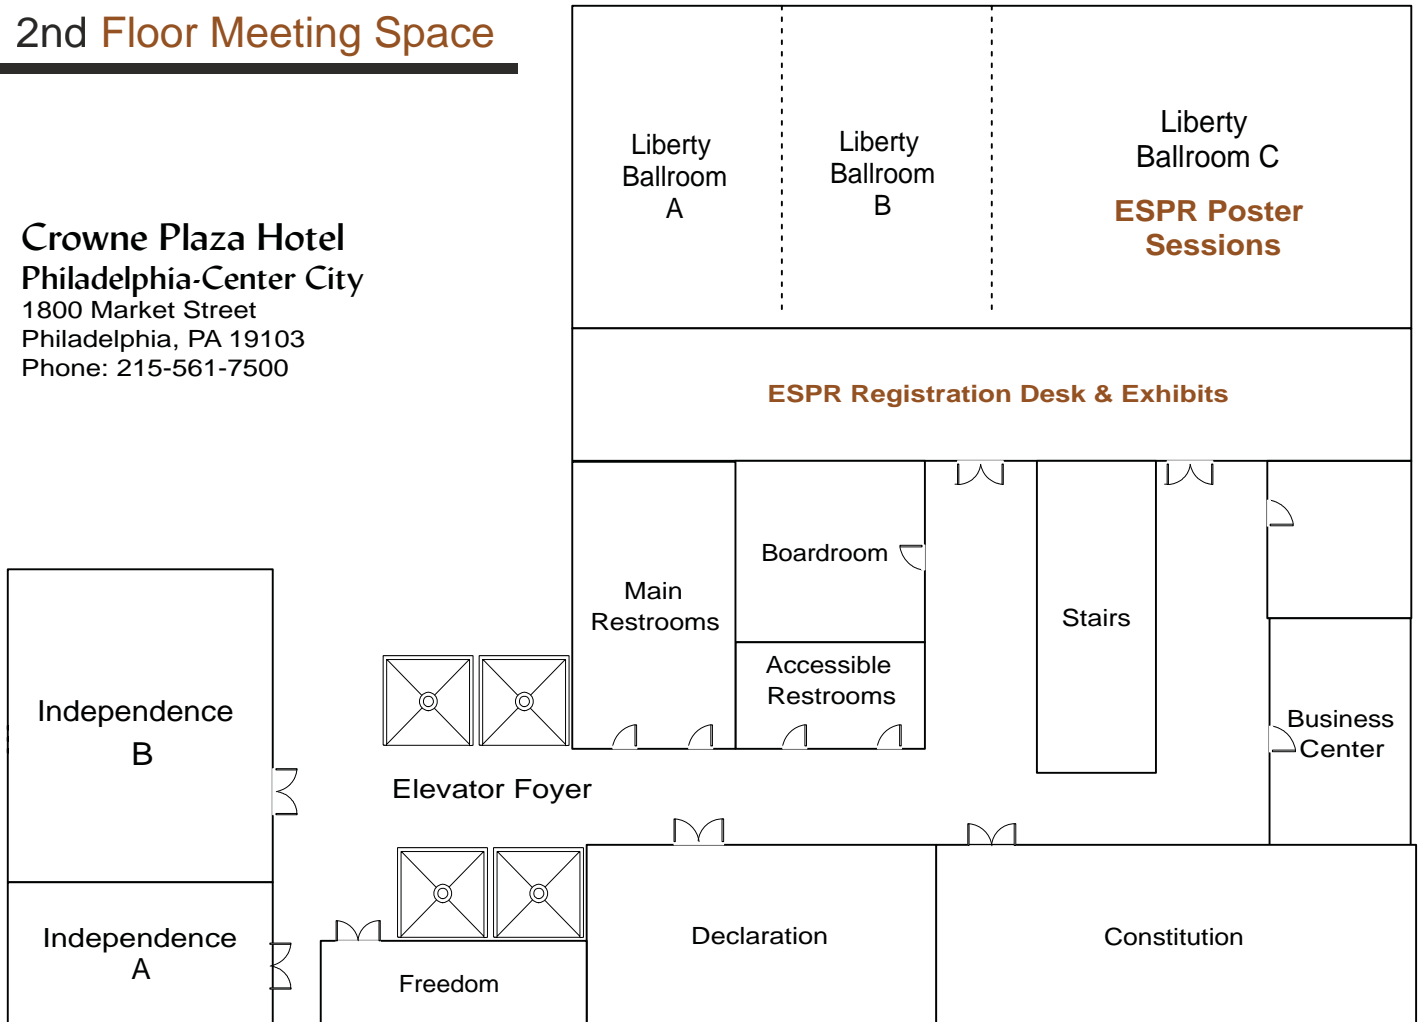 2nd Floor Meeting Space
Crowne Plaza Hotel
Philadelphia-Center City
1800 Market Street
Philadelphia, PA 19103
Phone: 215-561-7500
Liberty
Ballroom
A
Liberty
Ballroom
B
Liberty
Ballroom C
ESPR Poster
Sessions
ESPR Registration Desk & Exhibits
Main
Restrooms
Boardroom
Accessible
Restrooms
Stairs
Business
Center
Independence
B
Elevator Foyer
Independence
A
Freedom
Declaration
Constitution